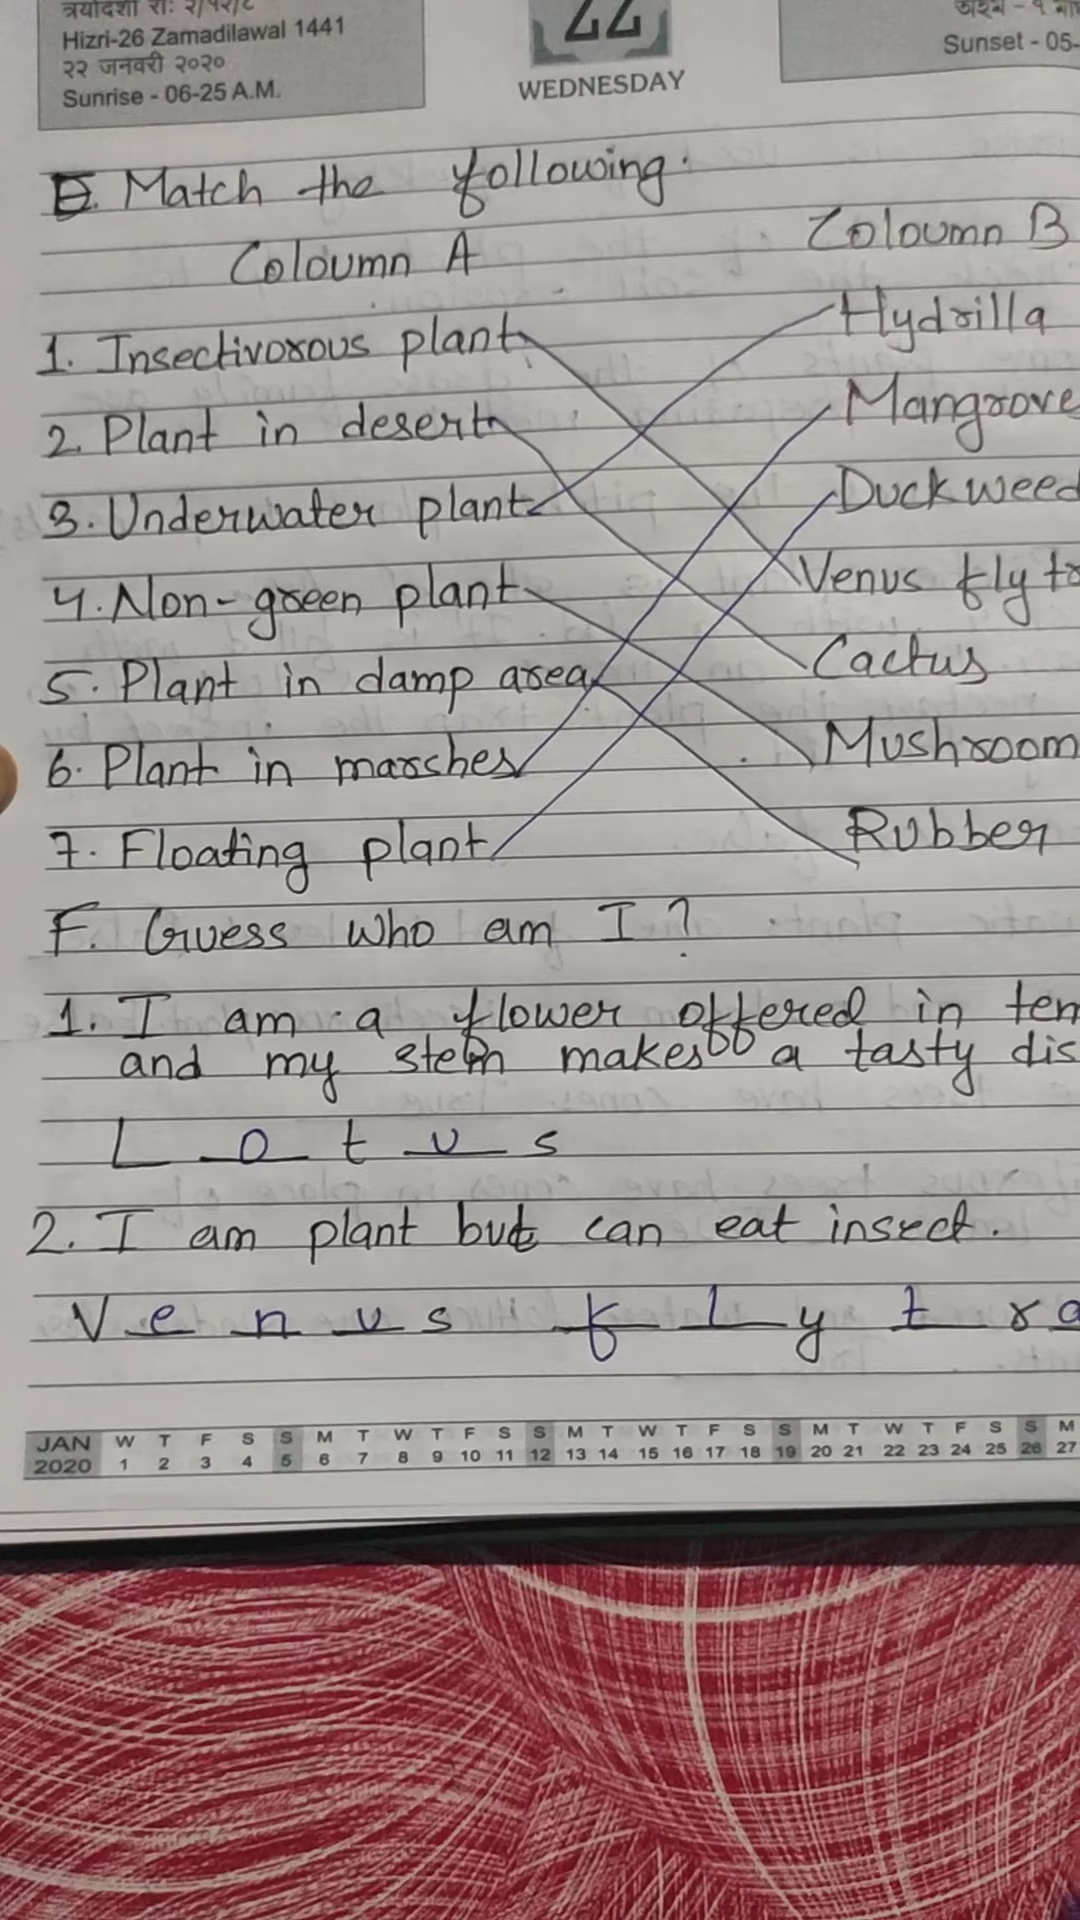 त्रयोदशी
Hizri-26 Zamadilawal 1441
२२ जनवरी २०२०
Sunrise - 06-25 A.M.
22
WEDNESDAY
Sunset - 05-
E. Match the following.
Coloumn A Coloumn B
1. Insectivorous plant Hydrilla
2. Plant in desert Mangrove
3. Underwater plant Duckweed
4. Non-green plant Venus fly
5. Plant in damp area Cactus
6. Plant in marshes Mushroom
7. Floating plant Rubber
F. Guess who am I?
1. I am a flower offered in
and my stem makes a tasty
L o t u s
2. I am plant but can eat insect.
V e n u s f l y t r a
JAN W T F S S M T W T F S S M T W T F S S M T W T F S S M
2020 1 2 3 4 5 6 7 8 9 10 11 12 13 14 15 16 17 18 19 20 21 22 23 24 25 26 27